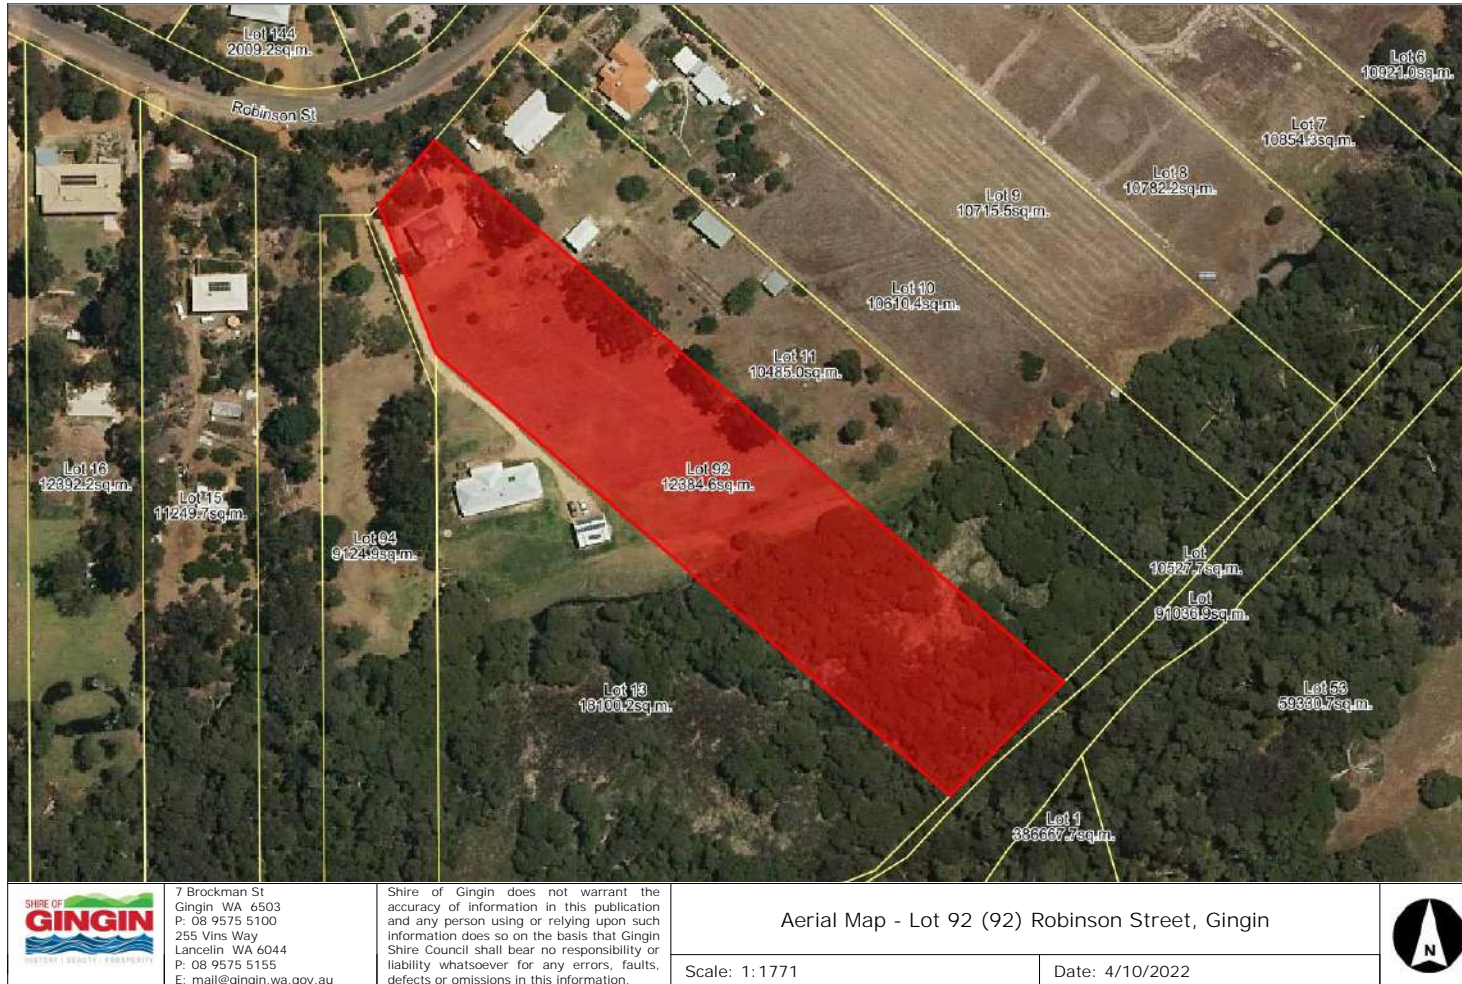 Lot 144
2009.2sq.m.
Robinson St
Lot 6
10921.0sq.m.
Lot 7
10854.3sq.m.
Lot 8
10782.2sq.m.
Lot 9
10715.5sq.m.
Lot 10
10610.4sq.m.
Lot 11
10485.0sq.m.
Lot 92
12384.6sq.m.
Lot 16
12392.2sq.m.
Lot 15
11249.7sq.m.
Lot 94
9124.9sq.m.
Lot
10527.7sq.m.
Lot
91036.9sq.m.
Lot 13
18100.2sq.m.
Lot 53
59330.7sq.m.
Lot 1
386667.7sq.m.
SHIRE OF
GINGIN
HISTORY | BEAUTY | PROSPERITY
7 Brockman St
Gingin WA 6503
P: 08 9575 5100
255 Vins Way
Lancelin WA 6044
P: 08 9575 5155
E: mail@gingin.wa.gov.au
Shire of Gingin does not warrant the
accuracy of information in this publication
and any person using or relying upon such
information does so on the basis that Gingin
Shire Council shall bear no responsibility or
liability whatsoever for any errors, faults,
defects or omissions in this information.
Aerial Map - Lot 92 (92) Robinson Street, Gingin
Scale: 1:1771
Date: 4/10/2022
N